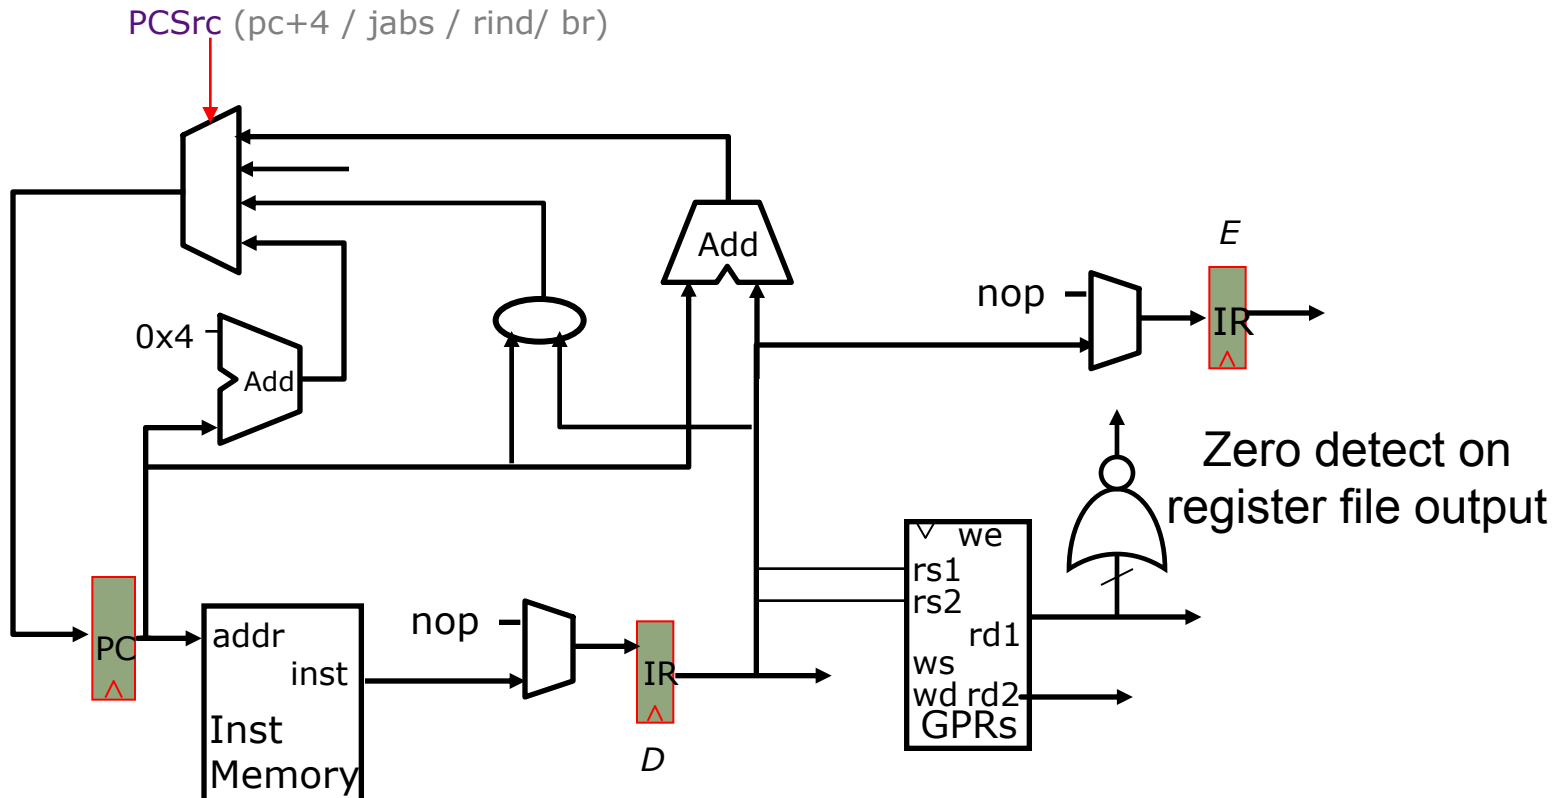 PCSrc (pc+4 / jabs / rind/ br)
Add
E
nop
IR
0x4
Add
Zero detect on
register file output
we
rs1
rs2
rd1
ws
wd rd2
GPRs
PC
addr
inst
Inst
Memory
nop
IR
D